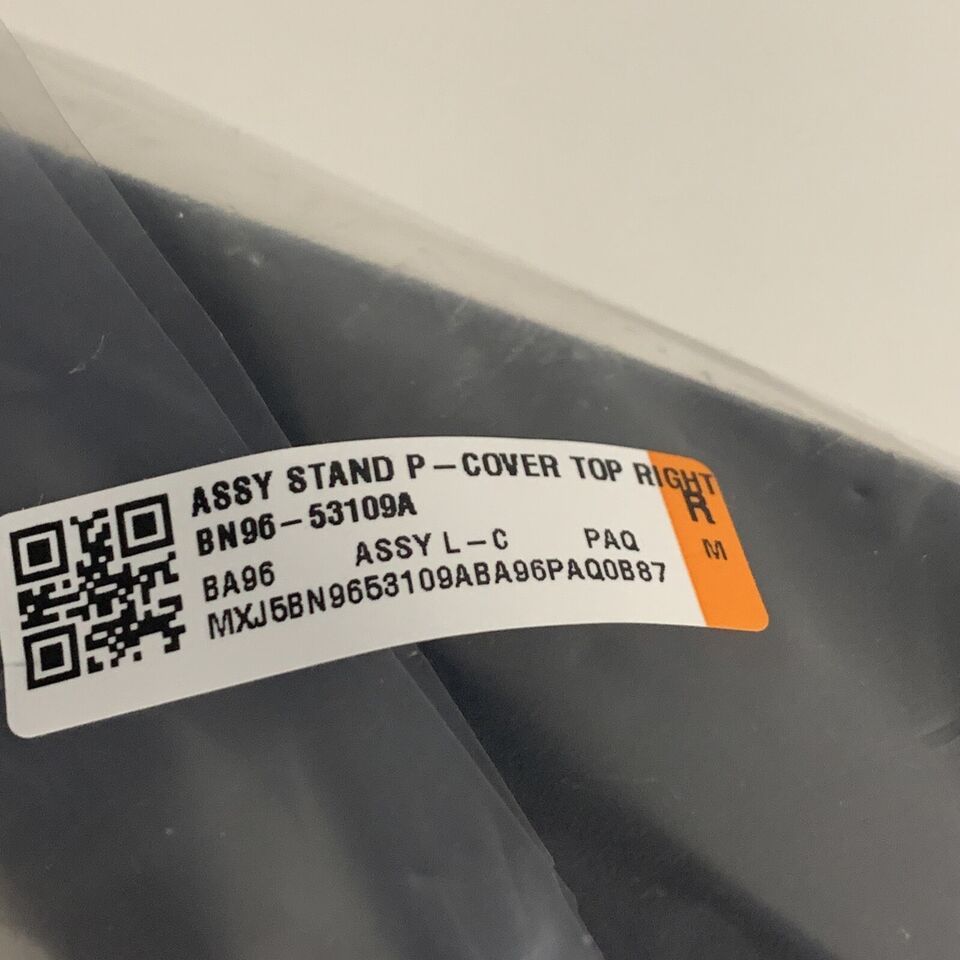 ASSY STAND P-COVER TOP RIGHT
BN96-53109A
R
BA96 ASSY L-C PAQ M
MXJ5BN9653109ABA96PAQ0B87